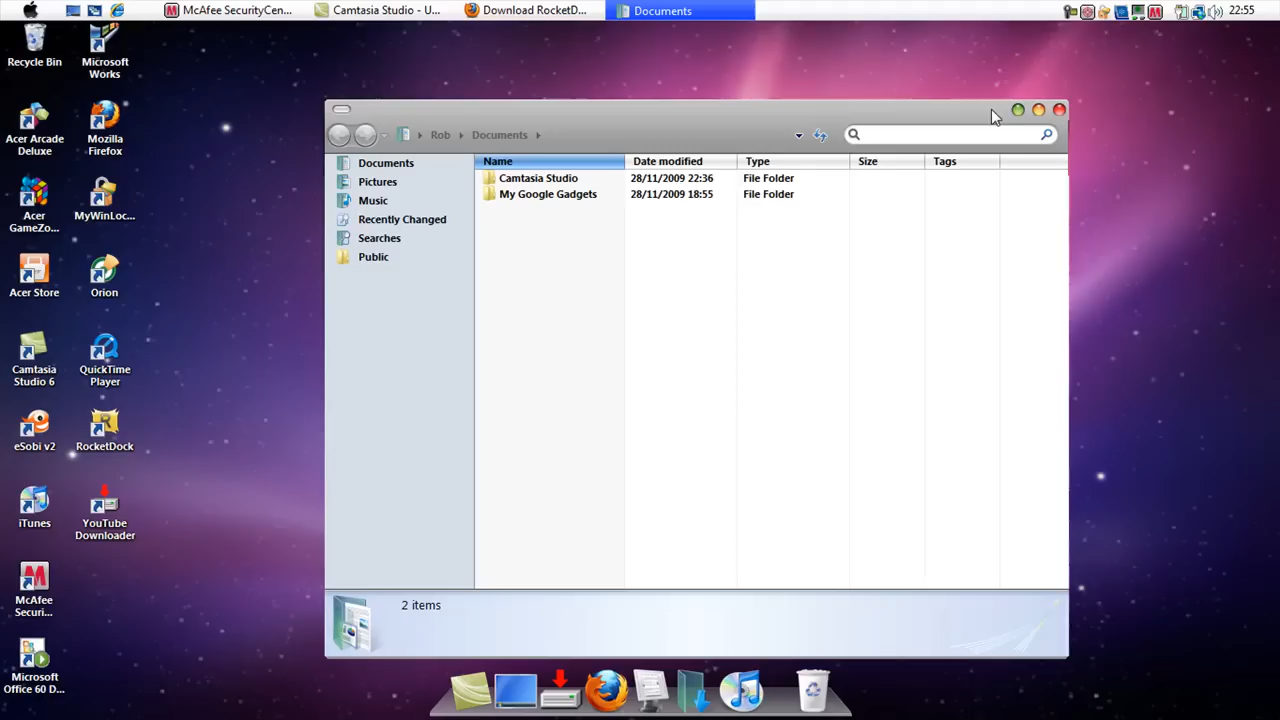 McAfee SecurityCen...
Camtasia Studio - U...
Download RocketD...
Documents
22:55
Recycle Bin
Microsoft
Works
Acer Arcade
Deluxe
Mozilla
Firefox
Acer
GameZo...
MyWinLoc...
Acer Store
Orion
Camtasia
Studio 6
QuickTime
Player
eSobi v2
RocketDock
iTunes
YouTube
Downloader
McAfee
Securi...
Microsoft
Office 60 D...
Rob
Documents
Documents
Pictures
Music
Recently Changed
Searches
Public
Name Date modified Type Size Tags
Camtasia Studio 28/11/2009 22:36 File Folder
My Google Gadgets 28/11/2009 18:55 File Folder
2 items